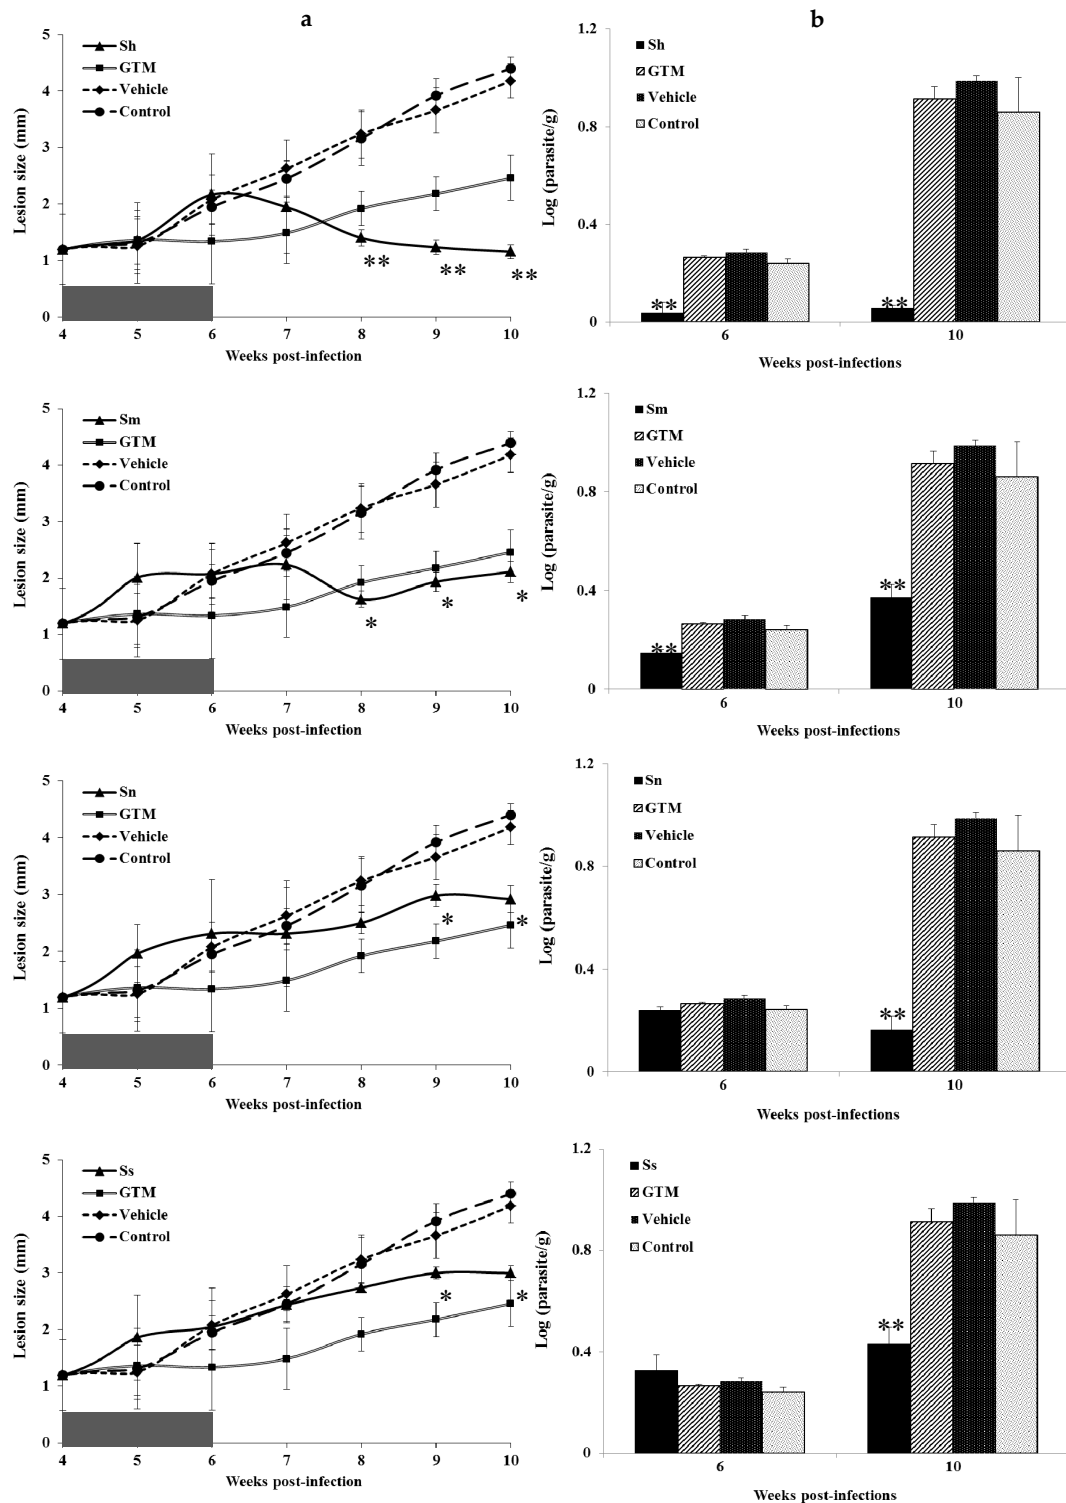 a
b
Sh
GTM
Vehicle
Control
Lesion size (mm)
5
4
3
2
1
0
4 5 6 7 8 9 10
** ** **
Weeks post-infection
Sh
GTM
Vehicle
Control
Log (parasite/g)
1.2
0.8
0.4
0
** **
6 10
Weeks post-infections
Sm
GTM
Vehicle
Control
Lesion size (mm)
5
4
3
2
1
0
4 5 6 7 8 9 10
* * *
Weeks post-infection
Sm
GTM
Vehicle
Control
Log (parasite/g)
1.2
0.8
0.4
0
** **
6 10
Weeks post-infections
Sn
GTM
Vehicle
Control
Lesion size (mm)
5
4
3
2
1
0
4 5 6 7 8 9 10
* *
Weeks post-infection
Sn
GTM
Vehicle
Control
Log (parasite/g)
1.2
0.8
0.4
0
**
6 10
Weeks post-infections
Ss
GTM
Vehicle
Control
Lesion size (mm)
5
4
3
2
1
0
4 5 6 7 8 9 10
* *
Weeks post-infection
Ss
GTM
Vehicle
Control
Log (parasite/g)
1.2
0.8
0.4
0
**
6 10
Weeks post-infections